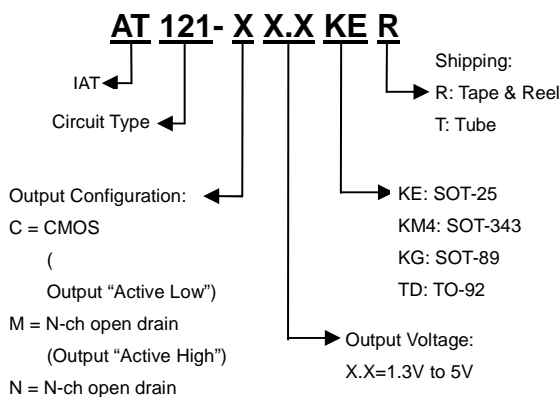 AT 121- X X.X KE R
IAT
Circuit Type
Output Configuration:
C = CMOS
(
Output “Active Low”)
M = N-ch open drain
(Output “Active High”)
N = N-ch open drain
Shipping:
R: Tape & Reel
T: Tube
KE: SOT-25
KM4: SOT-343
KG: SOT-89
TD: TO-92
Output Voltage:
X.X=1.3V to 5V